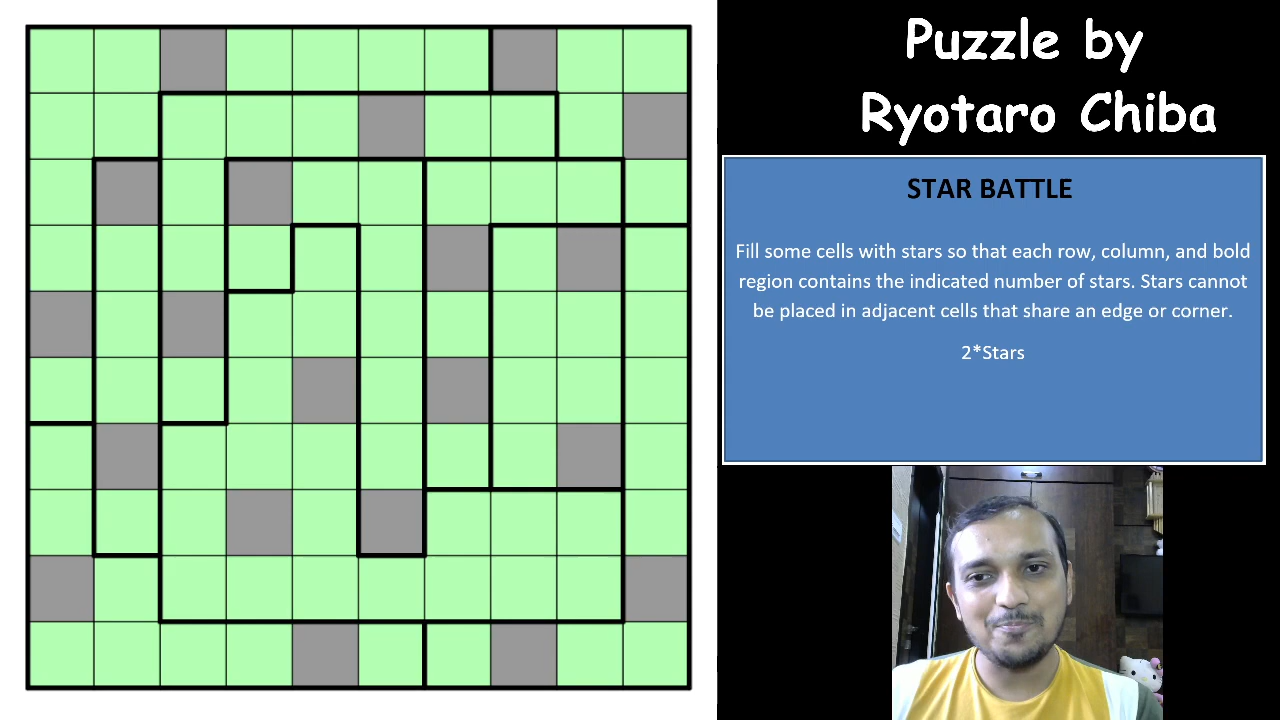 Puzzle by
Ryotaro Chiba
STAR BATTLE
Fill some cells with stars so that each row, column, and bold
region contains the indicated number of stars. Stars cannot
be placed in adjacent cells that share an edge or corner.
2*Stars